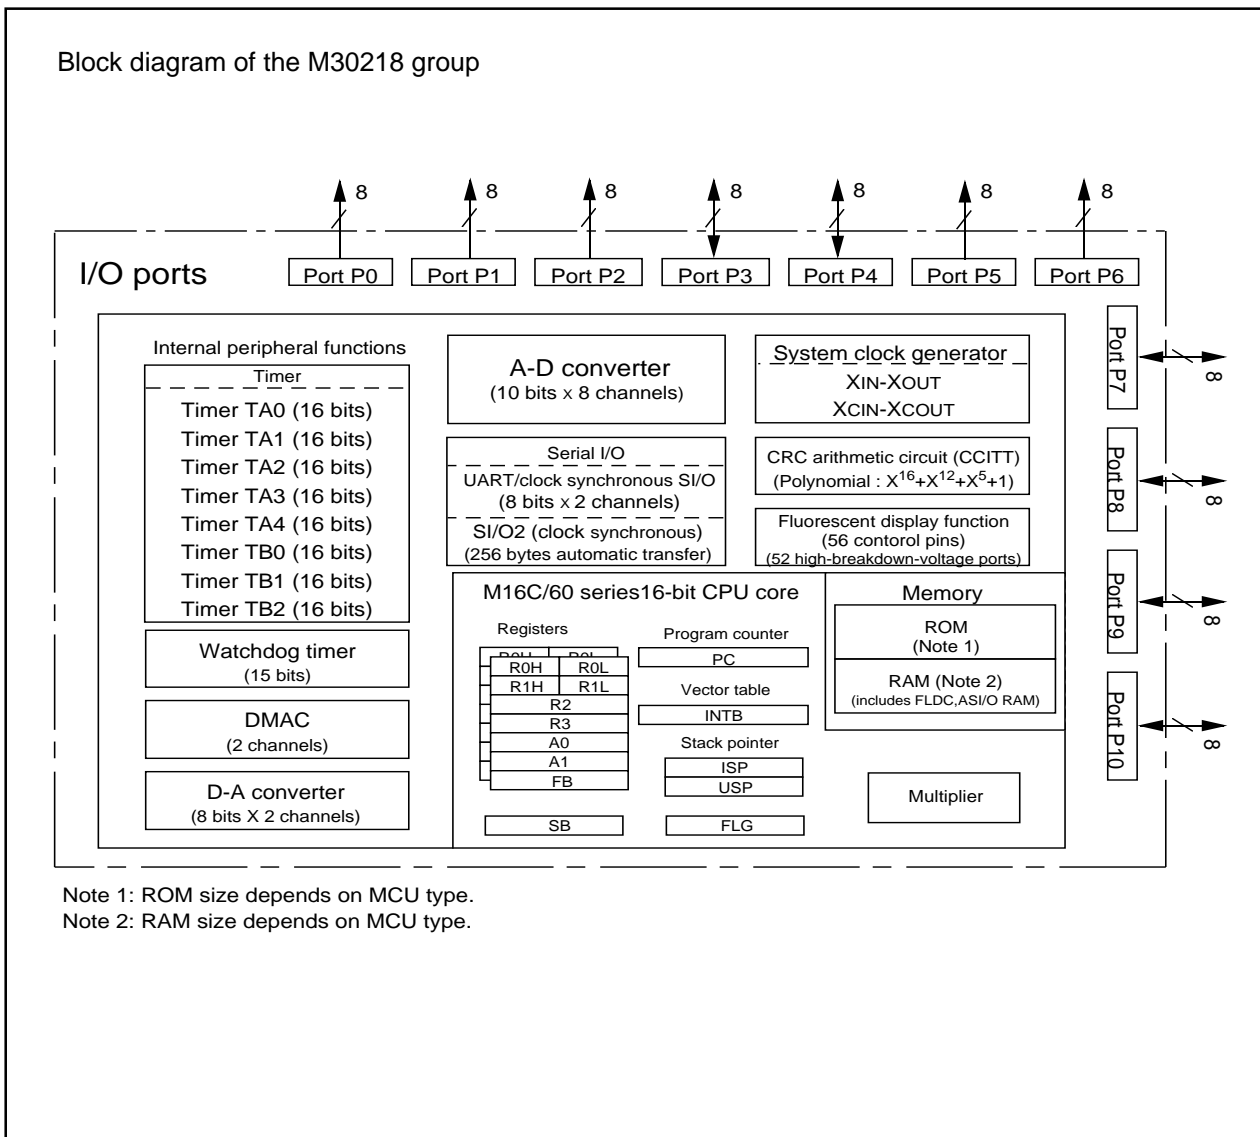 Block diagram of the M30218 group
8 8 8 8 8 8 8
I/O ports
Port P0 Port P1 Port P2 Port P3 Port P4 Port P5 Port P6
Port P7
8
Port P8
8
Port P9
8
Port P10
8
Internal peripheral functions
Timer
Timer TA0 (16 bits)
Timer TA1 (16 bits)
Timer TA2 (16 bits)
Timer TA3 (16 bits)
Timer TA4 (16 bits)
Timer TB0 (16 bits)
Timer TB1 (16 bits)
Timer TB2 (16 bits)
Watchdog timer
(15 bits)
DMAC
(2 channels)
D-A converter
(8 bits X 2 channels)
A-D converter
(10 bits x 8 channels)
Serial I/O
UART/clock synchronous SI/O
(8 bits x 2 channels)
SI/O2 (clock synchronous)
(256 bytes automatic transfer)
System clock generator
XIN-XOUT
XCIN-XCOUT
CRC arithmetic circuit (CCITT)
(Polynomial : X16+X12+X5+1)
Fluorescent display function
(56 contorol pins)
(52 high-breakdown-voltage ports)
M16C/60 series16-bit CPU core
Registers
R0H R0L
R0H R0L
R1H R1L
R2
R3
A0
A1
FB
SB
Program counter
PC
Vector table
INTB
Stack pointer
ISP
USP
FLG
Memory
ROM
(Note 1)
RAM (Note 2)
(includes FLDC,ASI/O RAM)
Multiplier
Note 1: ROM size depends on MCU type.
Note 2: RAM size depends on MCU type.